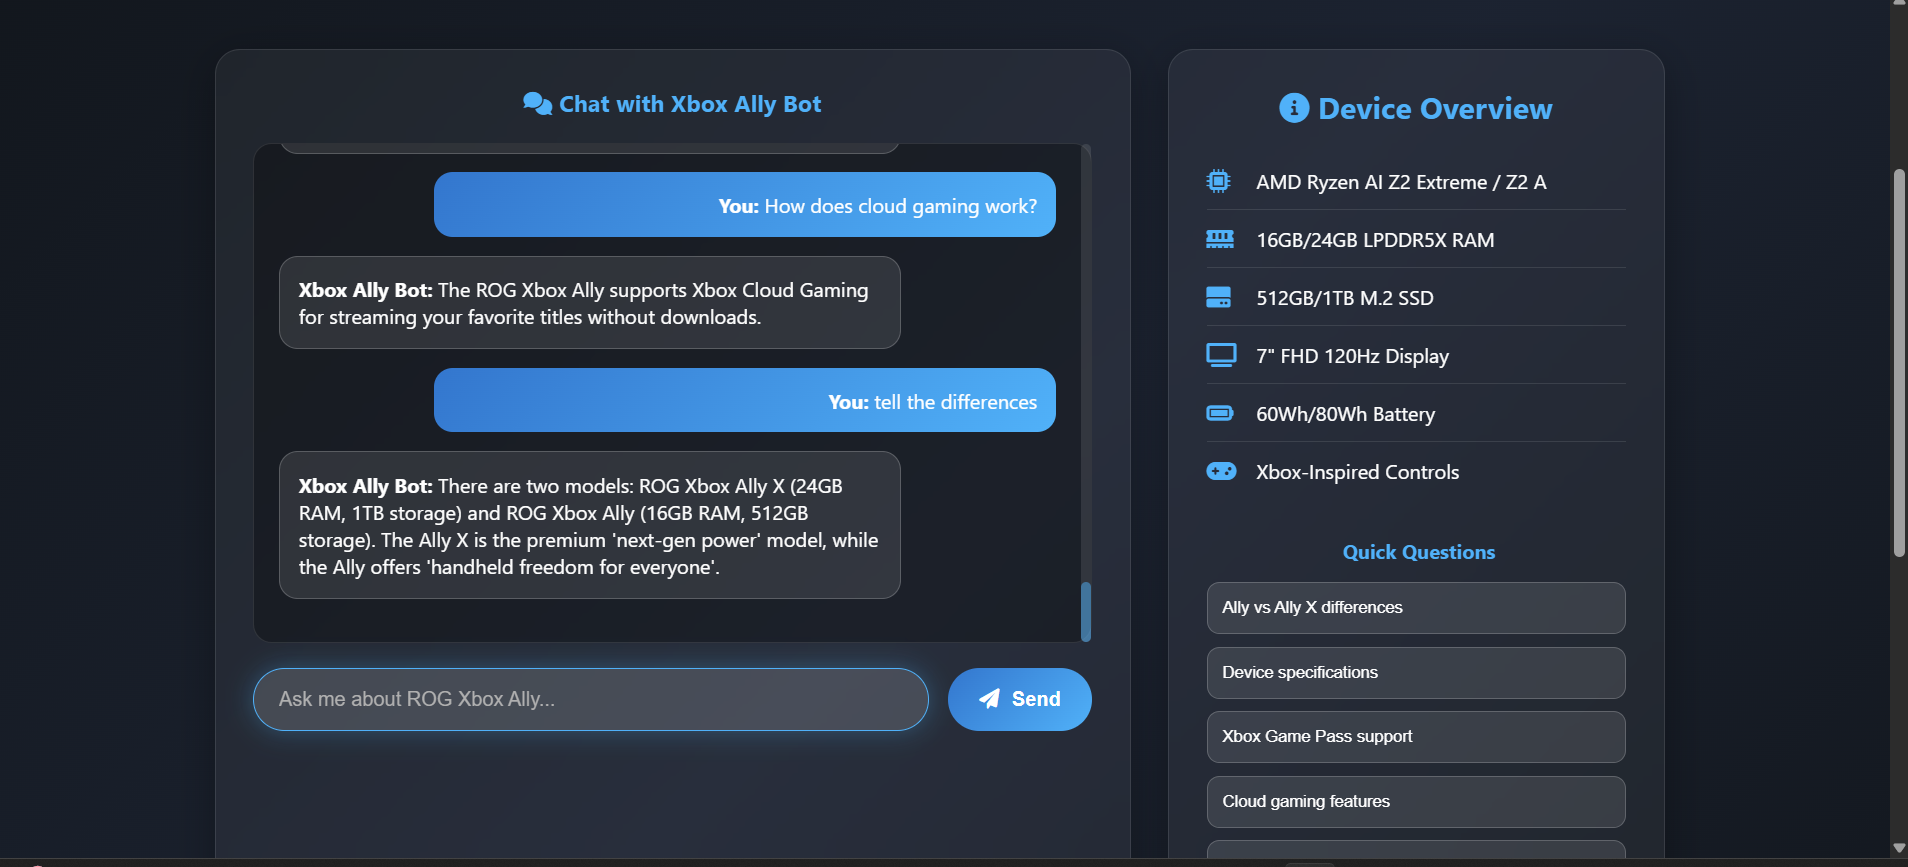 Chat with Xbox Ally Bot
You: How does cloud gaming work?
Xbox Ally Bot: The ROG Xbox Ally supports Xbox Cloud Gaming
for streaming your favorite titles without downloads.
You: tell the differences
Xbox Ally Bot: There are two models: ROG Xbox Ally X (24GB
RAM, 1TB storage) and ROG Xbox Ally (16GB RAM, 512GB
storage). The Ally X is the premium 'next-gen power' model, while
the Ally offers 'handheld freedom for everyone'.
Ask me about ROG Xbox Ally...
Send
Device Overview
AMD Ryzen AI Z2 Extreme / Z2 A
16GB/24GB LPDDR5X RAM
512GB/1TB M.2 SSD
7" FHD 120Hz Display
60Wh/80Wh Battery
Xbox-Inspired Controls
Quick Questions
Ally vs Ally X differences
Device specifications
Xbox Game Pass support
Cloud gaming features